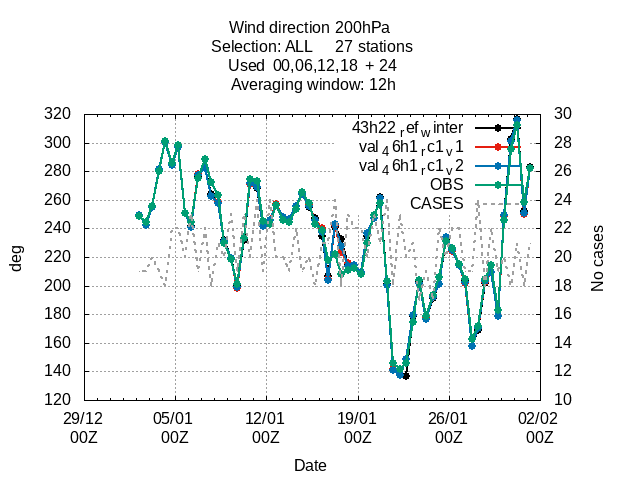 Wind direction 200hPa
Selection: ALL 27 stations
Used 00,06,12,18 + 24
Averaging window: 12h
320 30
300 28
280 26
260 24
240 22
220 20
200 18
180 16
160 14
140 12
120 10
43h22ref_winter
val46h1rc1v1
val46h1rc1v2
OBS
CASES
deg
No cases
29/12 05/01 12/01 19/01 26/01 02/02
00Z 00Z 00Z 00Z 00Z 00Z
Date